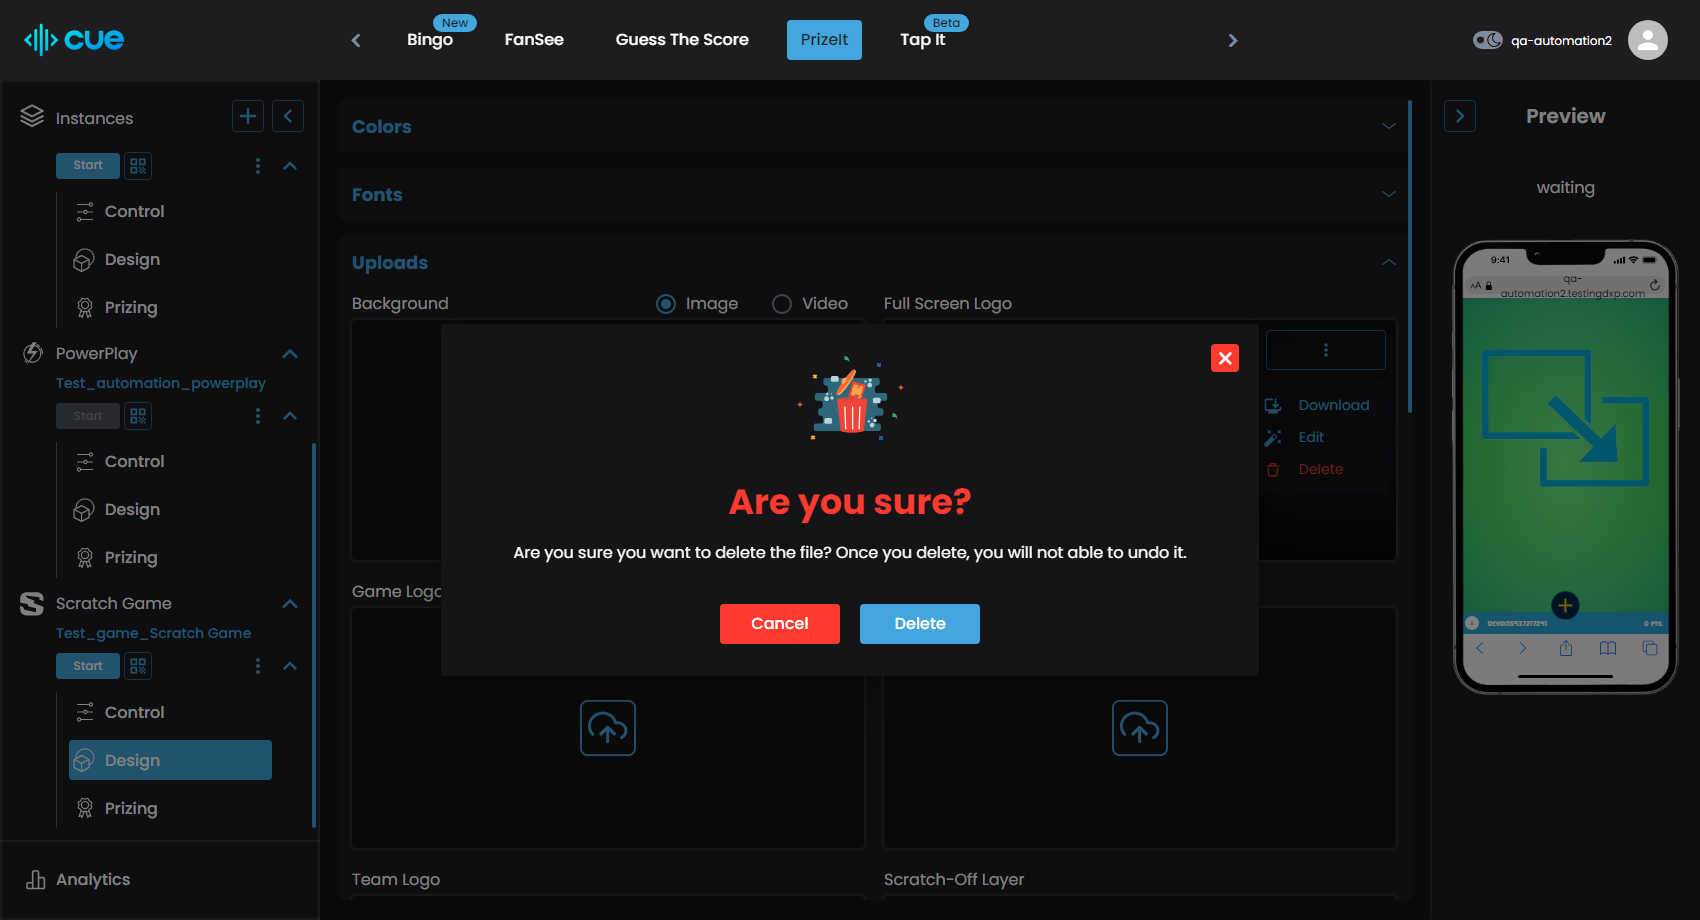 cue
Bingo
New
FanSee
Guess The Score
PrizeIt
Tap It
Beta
qa-automation2
Instances
Start
Control
Design
Prizing
PowerPlay
Test_automation_powerplay
Start
Control
Design
Prizing
Scratch Game
Test_game_Scratch Game
Start
Control
Design
Prizing
Analytics
Colors
Fonts
Uploads
Background
Image
Video
Full Screen Logo
Download
Edit
Delete
Are you sure?
Are you sure you want to delete the file? Once you delete, you will not able to undo it.
Cancel
Delete
Game Logo
Team Logo
Scratch-Off Layer
Preview
waiting
9:41
AA
qa-
automation2.testingdxp.com
0 PTS.